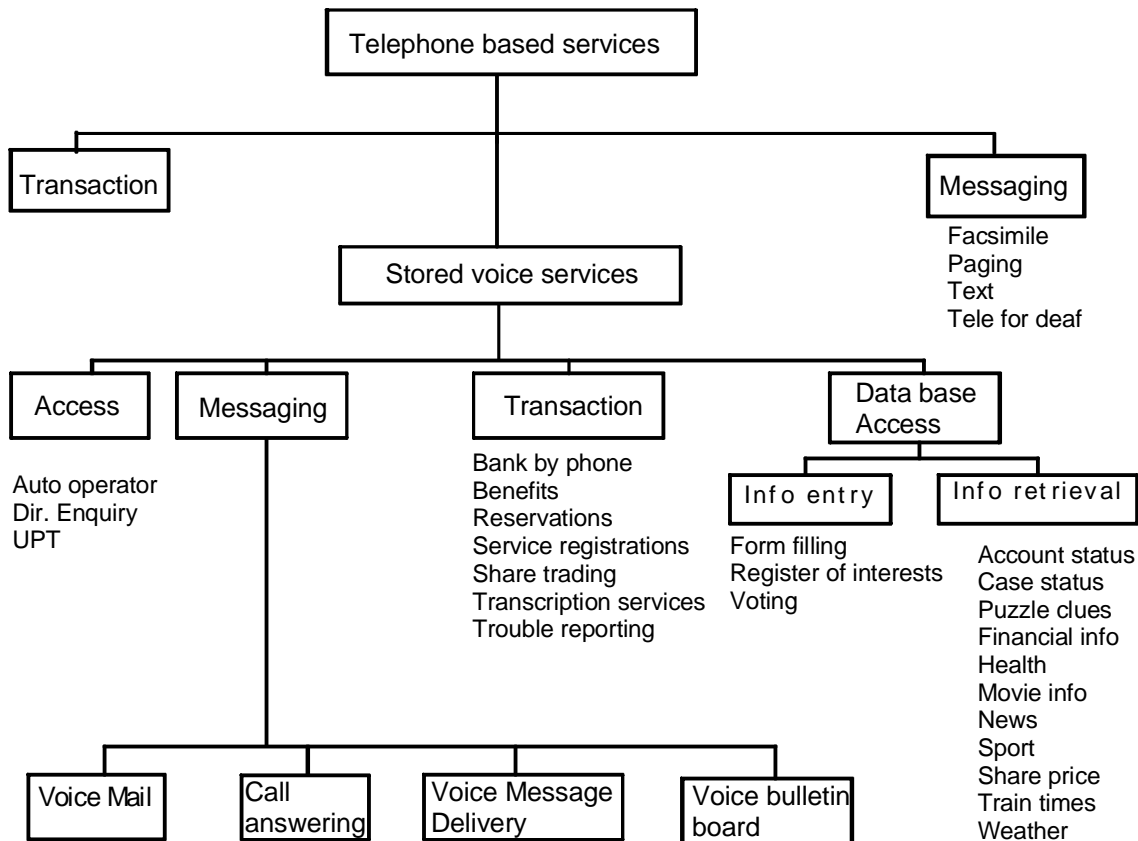 Telephone based services
Transaction
Messaging
Facsimile
Paging
Text
Tele for deaf
Stored voice services
Access
Auto operator
Dir. Enquiry
UPT
Messaging
Transaction
Bank by phone
Benefits
Reservations
Service registrations
Share trading
Transcription services
Trouble reporting
Data base
Access
Info entry
Form filling
Register of interests
Voting
Info retrieval
Account status
Case status
Puzzle clues
Financial info
Health
Movie info
News
Sport
Share price
Train times
Weather
Voice Mail
Call
answering
Voice Message
Delivery
Voice bulletin
board